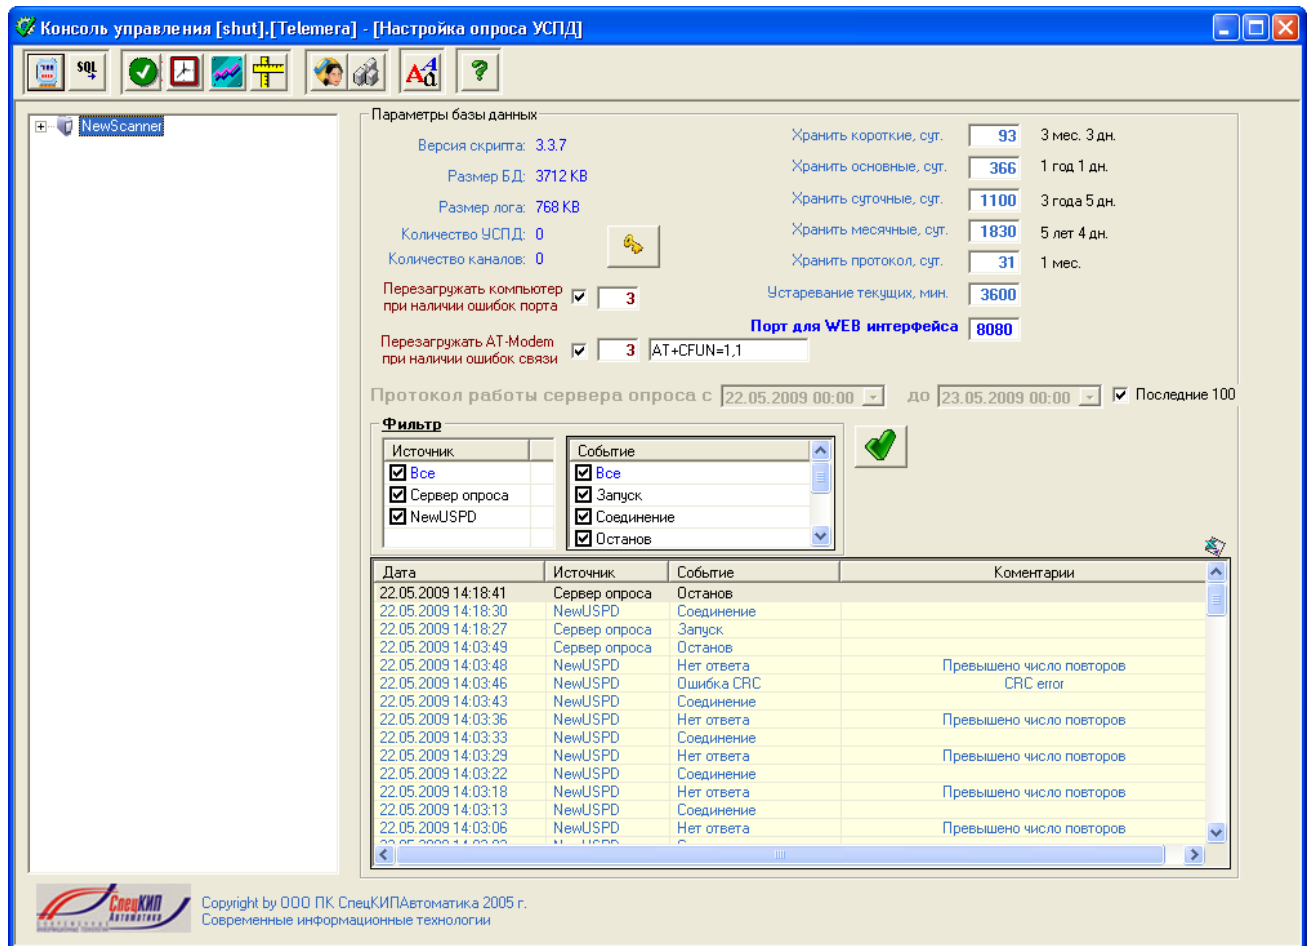 Консоль управления [shut].[Telemera] - [Настройка опроса УСПД]
SQL
Аа
?
NewScanner
Параметры базы данных
Версия скрипта: 3.3.7
Размер БД: 3712 KB
Размер лога: 768 KB
Количество УСПД: 0
Количество каналов: 0
Перезагружать компьютер
при наличии ошибок порта
3
Перезагружать AT-Modem
при наличии ошибок связи
3 AT+CFUN=1,1
Хранить короткие, сут. 93 3 мес. 3 дн.
Хранить основные, сут. 366 1 год 1 дн.
Хранить суточные, сут. 1100 3 года 5 дн.
Хранить месячные, сут. 1830 5 лет 4 дн.
Хранить протокол, сут. 31 1 мес.
Устаревание текущих, мин. 3600
Порт для WEB интерфейса 8080
Протокол работы сервера опроса с 22.05.2009 00:00 до 23.05.2009 00:00 Последние 100
Фильтр
Источник
Все
Сервер опроса
NewUSPD
Событие
Все
Запуск
Соединение
Останов
Дата Источник Событие Коментарии
22.05.2009 14:18:41 Сервер опроса Останов
22.05.2009 14:18:30 NewUSPD Соединение
22.05.2009 14:18:27 Сервер опроса Запуск
22.05.2009 14:03:49 Сервер опроса Останов
22.05.2009 14:03:48 NewUSPD Нет ответа Превышено число повторов
22.05.2009 14:03:46 NewUSPD Ошибка CRC CRC error
22.05.2009 14:03:43 NewUSPD Соединение
22.05.2009 14:03:36 NewUSPD Нет ответа Превышено число повторов
22.05.2009 14:03:33 NewUSPD Соединение
22.05.2009 14:03:29 NewUSPD Нет ответа Превышено число повторов
22.05.2009 14:03:22 NewUSPD Соединение
22.05.2009 14:03:18 NewUSPD Нет ответа Превышено число повторов
22.05.2009 14:03:13 NewUSPD Соединение
22.05.2009 14:03:06 NewUSPD Нет ответа Превышено число повторов
СпецКИП
Автоматика
Copyright by ООО ПК СпецКИПАвтоматика 2005 г.
Современные информационные технологии